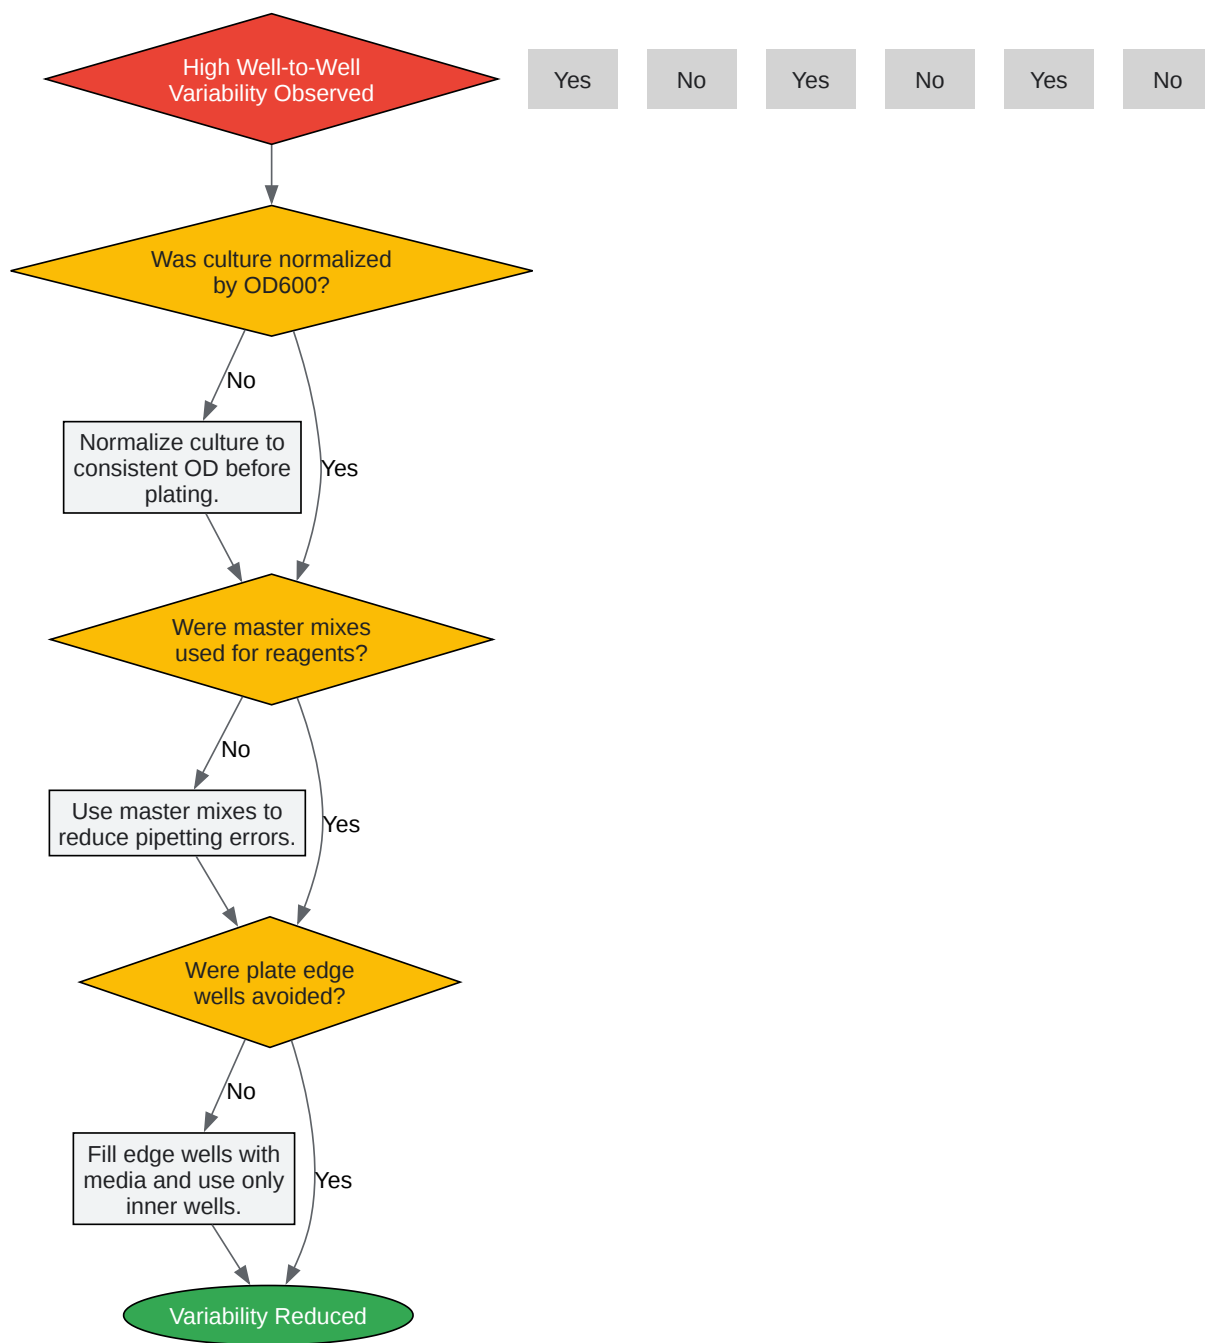 High Well-to-Well
Variability Observed
Yes
No
Yes
No
Yes
No
Was culture normalized
by OD600?
No
Normalize culture to
consistent OD before
plating.
Yes
Were master mixes
used for reagents?
No
Use master mixes to
reduce pipetting errors.
Yes
Were plate edge
wells avoided?
No
Fill edge wells with
media and use only
inner wells.
Yes
Variability Reduced